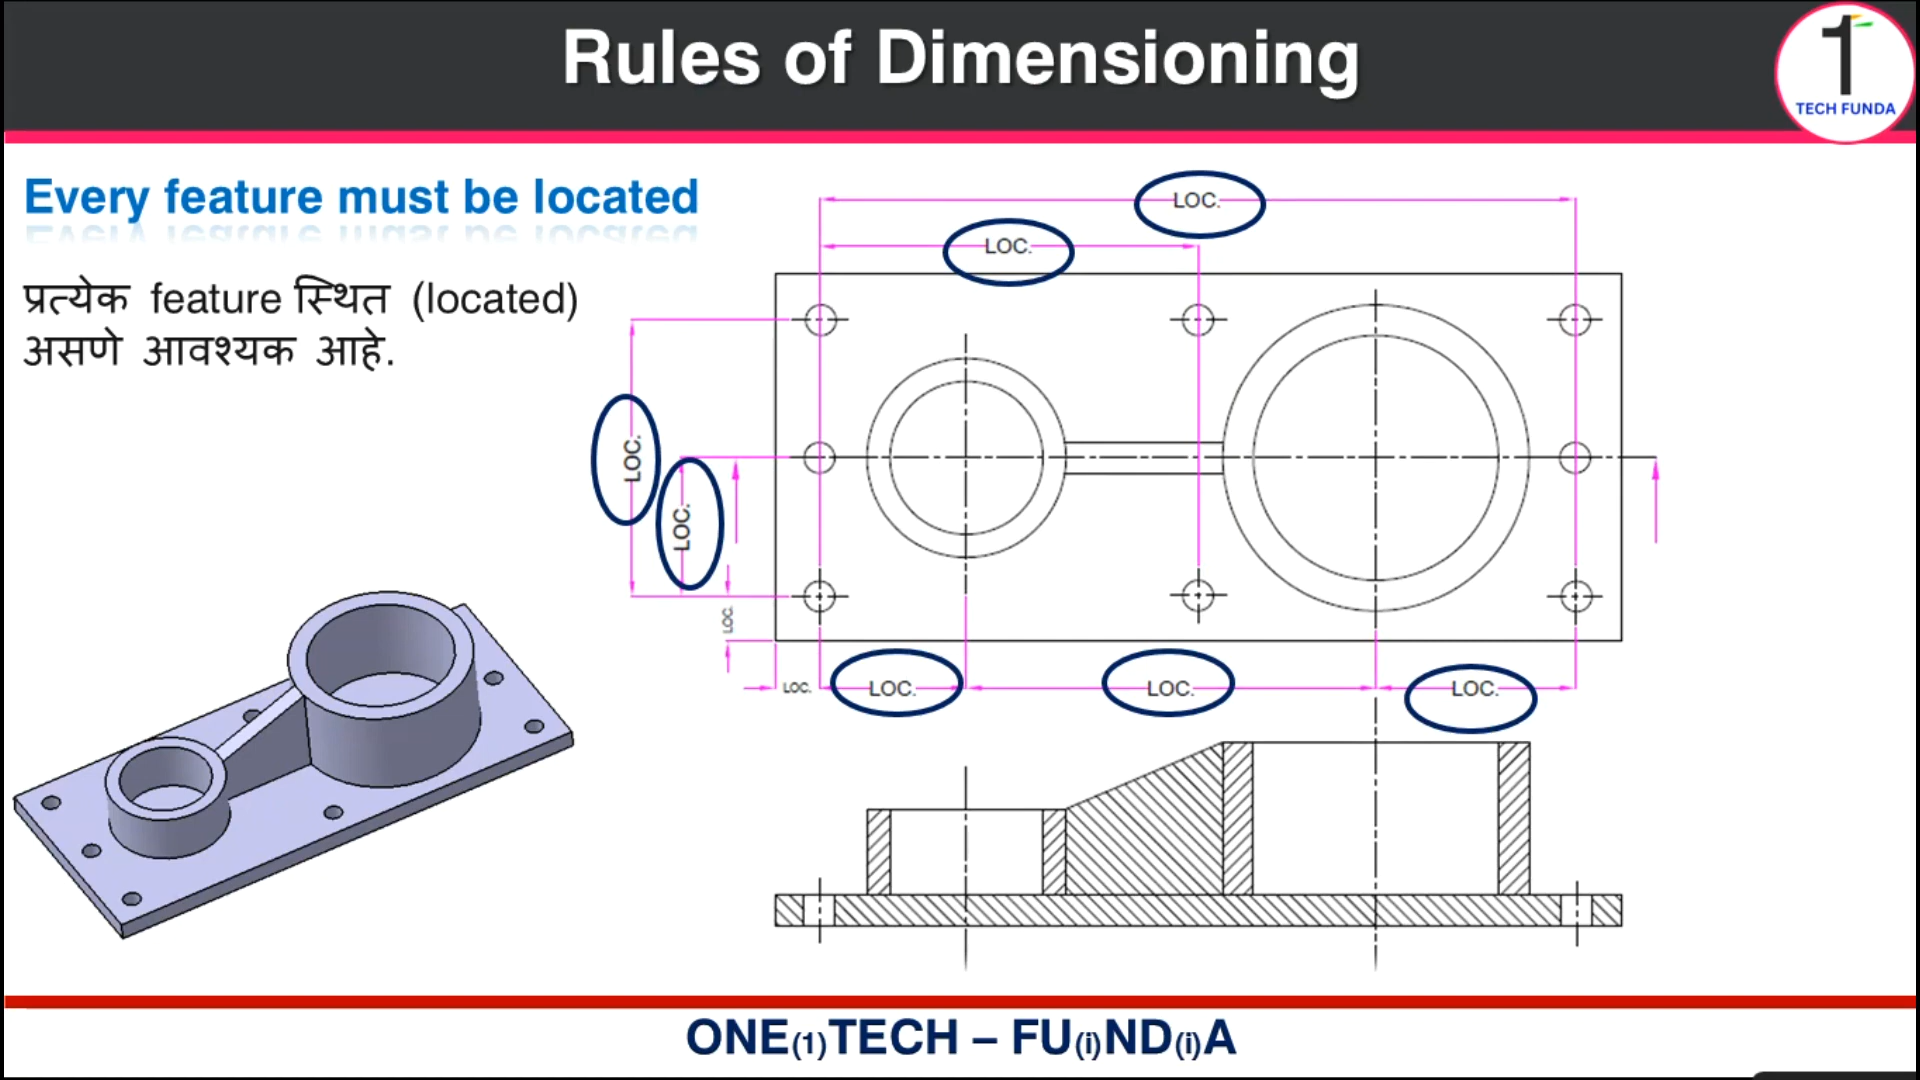 Rules of Dimensioning
1
TECH FUNDA
Every feature must be located
प्रत्येक feature स्थित (located)
असणे आवश्यक आहे.
LOC.
LOC.
LOC.
LOC.
LOC.
LOC.
LOC.
LOC.
LOC.
ONE(1)TECH – FU(i)ND(i)A